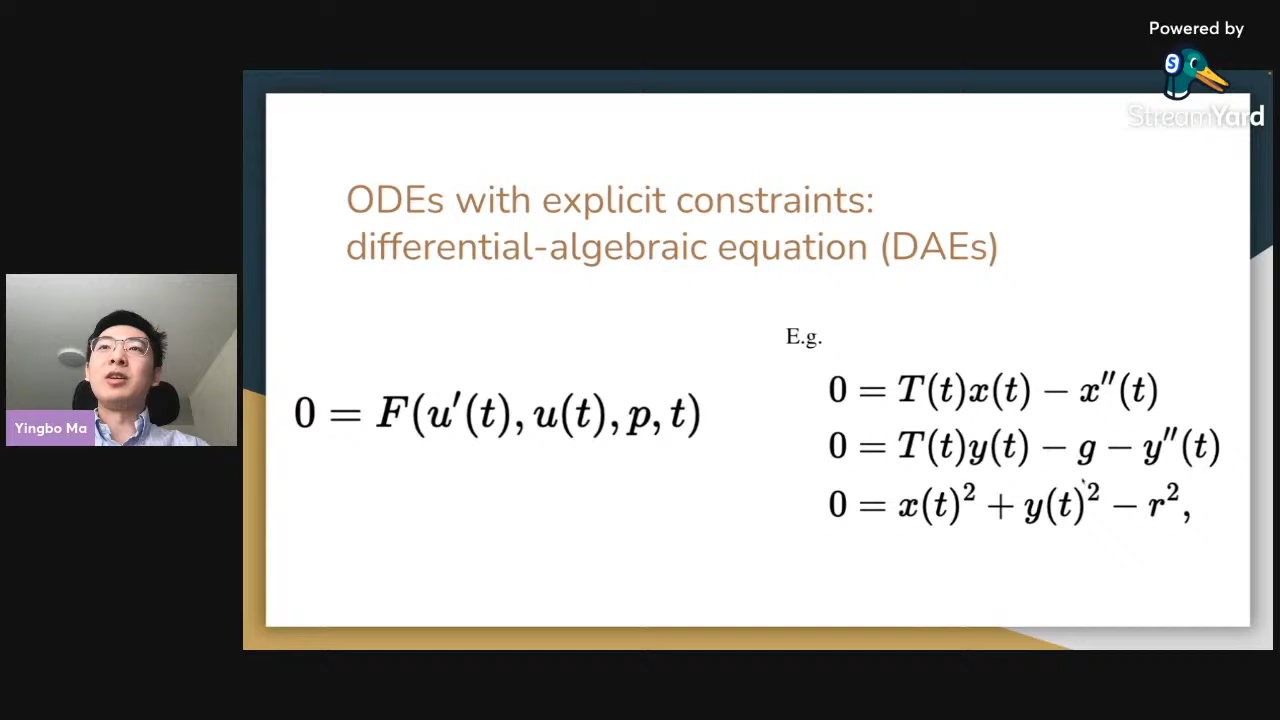 Powered by
S
StreamYard
ODEs with explicit constraints:
differential-algebraic equation (DAEs)
E.g.
0 = F(u′(t), u(t), p, t)
0 = T(t)x(t) − x″(t)
0 = T(t)y(t) − g − y″(t)
0 = x(t)² + y(t)² − r²,
Yingbo Ma